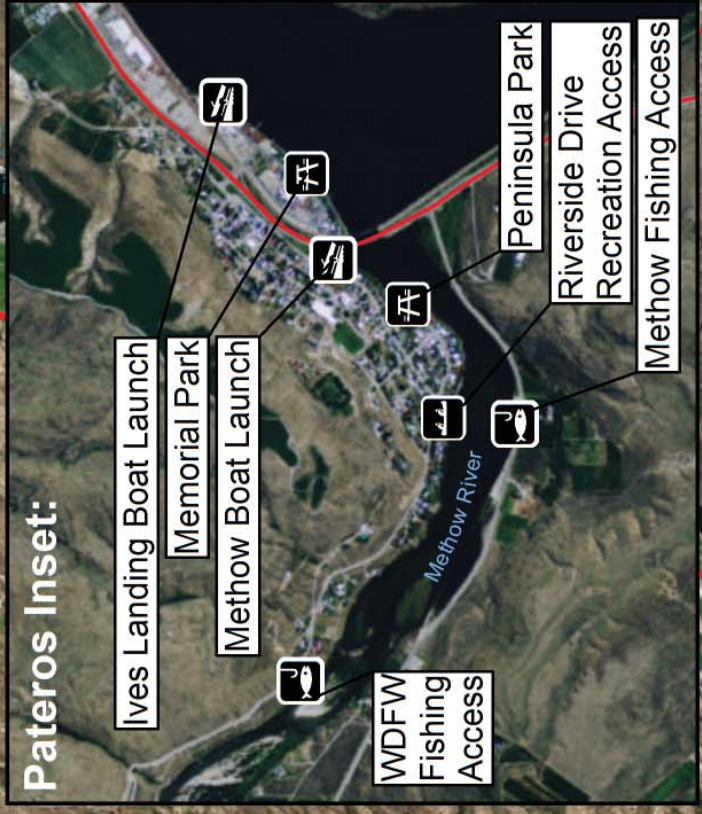 Pateros Inset:
Ives Landing Boat Launch
Memorial Park
Methow Boat Launch
WDFW
Fishing
Access
Methow River
Peninsula Park
Riverside Drive
Recreation Access
Methow Fishing Access